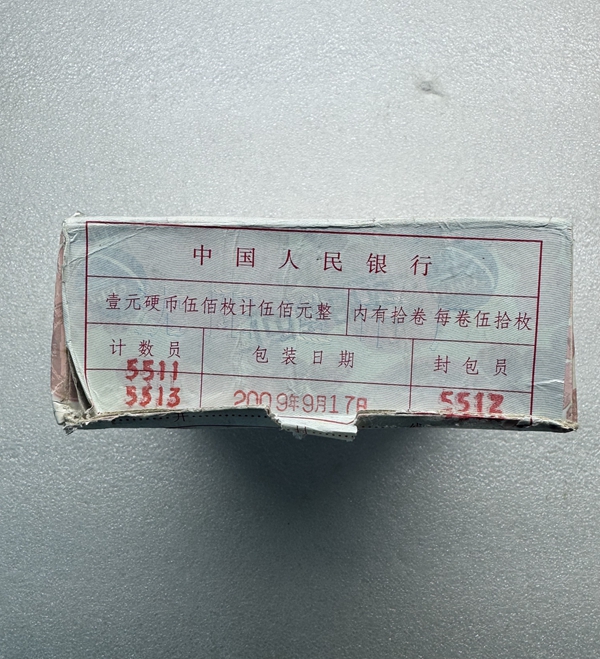 中国人民银行
壹元硬币伍佰枚计伍佰元整 内有拾卷 每卷伍拾枚
计数员 包装日期 封包员
5511
5513 2009年9月17日 5512